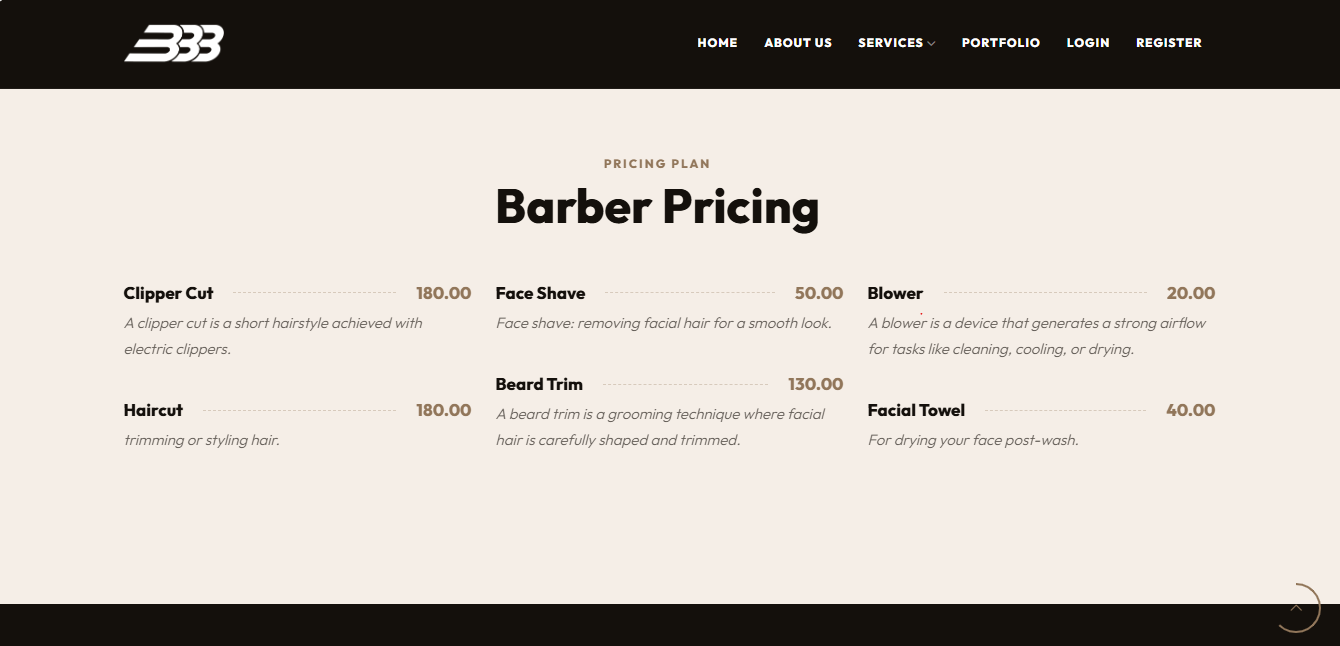 BBB
HOME ABOUT US SERVICES PORTFOLIO LOGIN REGISTER
PRICING PLAN
Barber Pricing
Clipper Cut 180.00
A clipper cut is a short hairstyle achieved with
electric clippers.
Haircut 180.00
trimming or styling hair.
Face Shave 50.00
Face shave: removing facial hair for a smooth look.
Beard Trim 130.00
A beard trim is a grooming technique where facial
hair is carefully shaped and trimmed.
Blower 20.00
A blower is a device that generates a strong airflow
for tasks like cleaning, cooling, or drying.
Facial Towel 40.00
For drying your face post-wash.